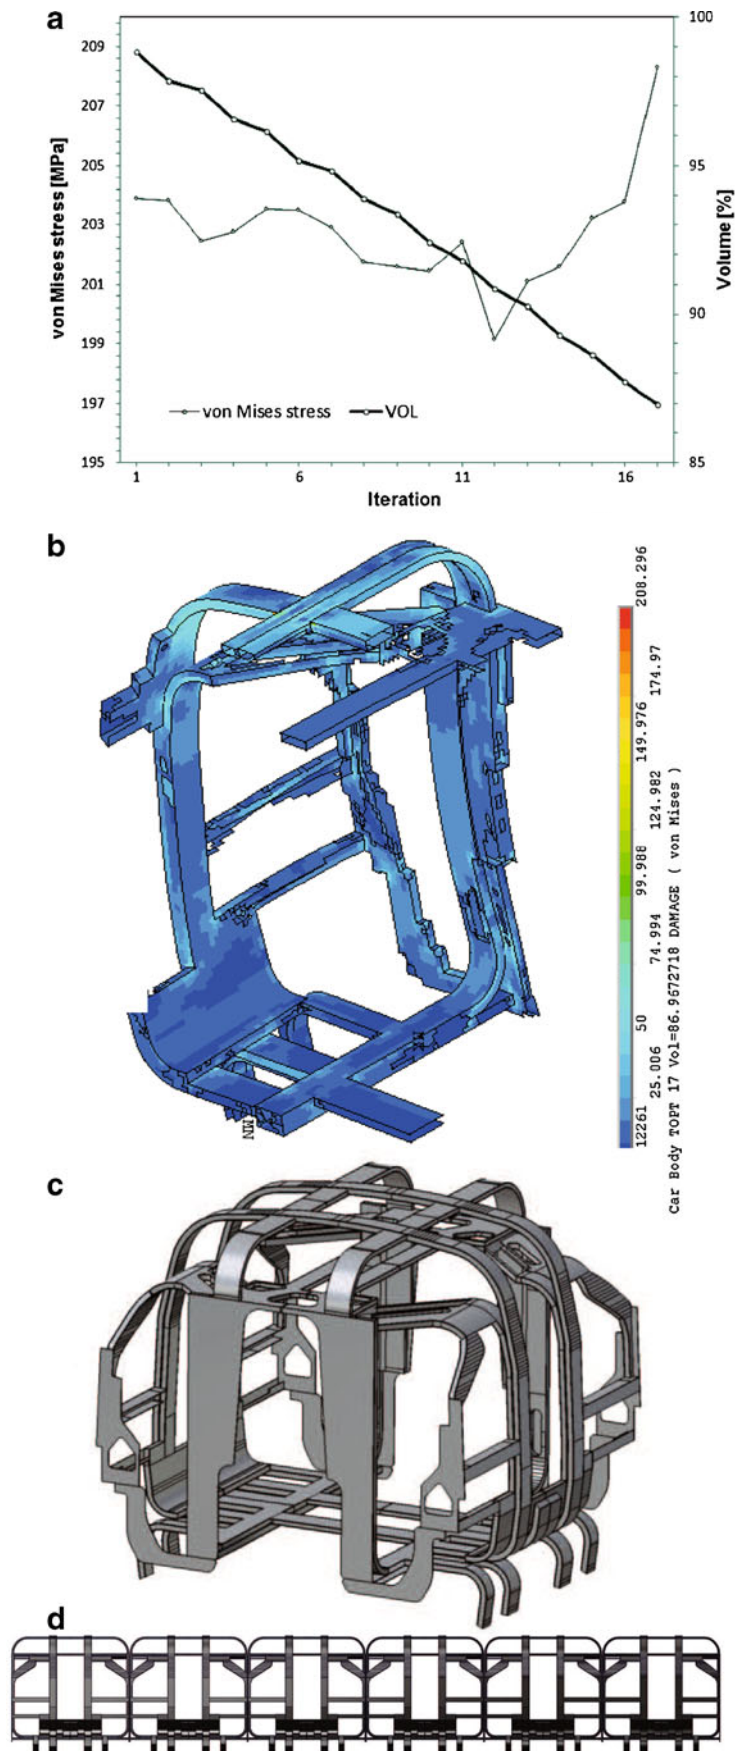 a
209
207
205
203
201
199
197
195
von Mises stress [MPa]
100
95
90
85
Volume [%]
von Mises stress
VOL
1
6
11
16
Iteration
b
208.296
174.97
149.976
124.982
99.988
74.994
50
25.006
12261
Car Body TOPT 17 Vol=86.9672718 DAMAGE ( von Mises )
MX
MN
c
d